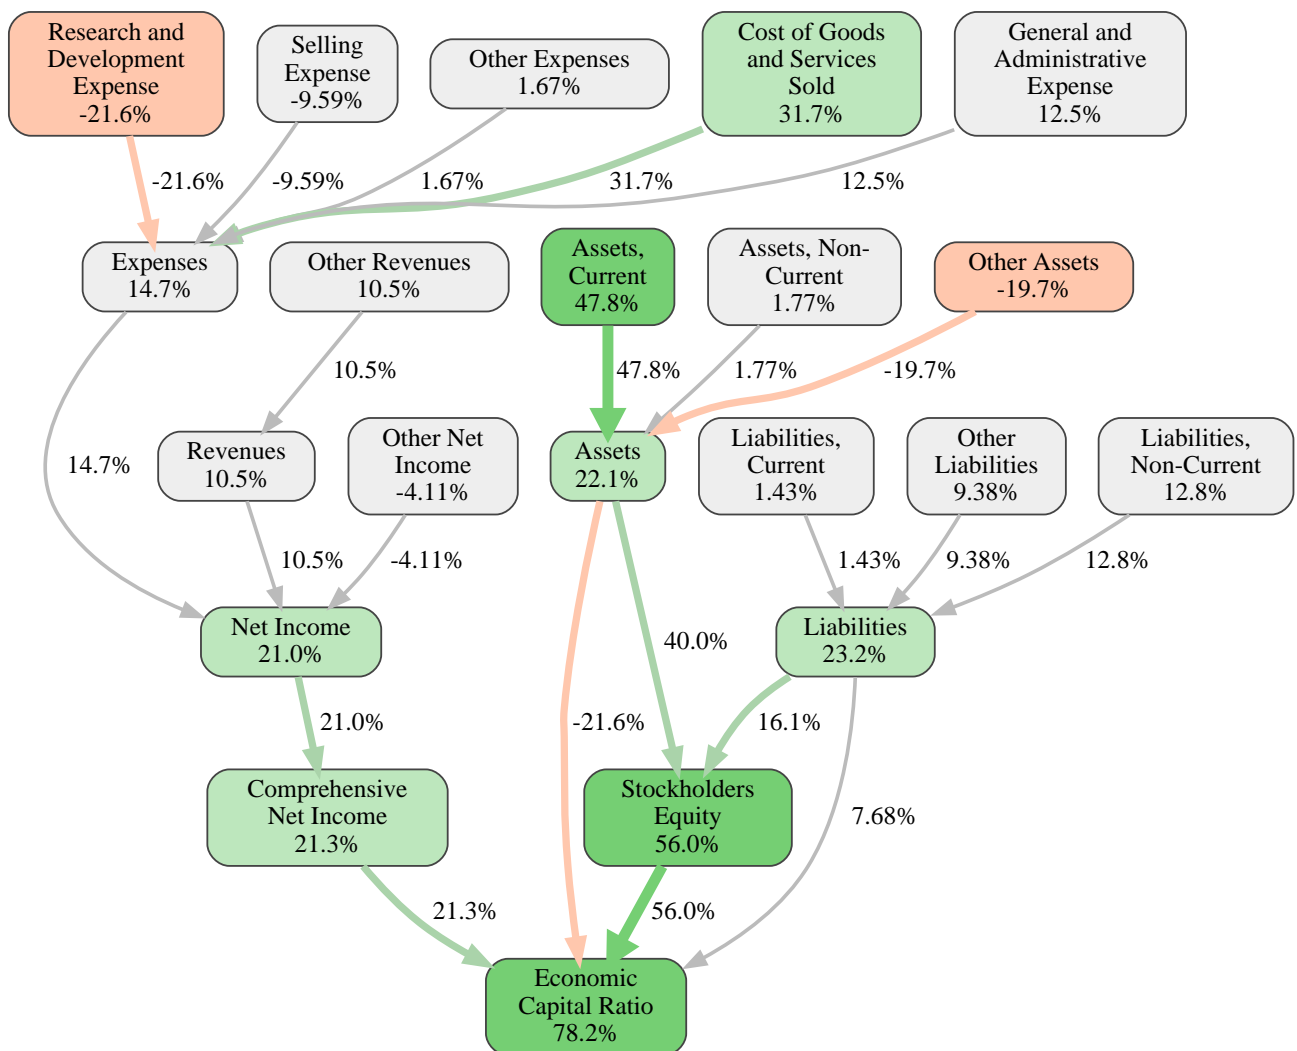 Research and
Development
Expense
-21.6%
Selling
Expense
-9.59%
Other Expenses
1.67%
Cost of Goods
and Services
Sold
31.7%
General and
Administrative
Expense
12.5%
-21.6%
-9.59%
1.67%
31.7%
12.5%
Expenses
14.7%
Other Revenues
10.5%
Assets,
Current
47.8%
Assets, Non-
Current
1.77%
Other Assets
-19.7%
10.5%
47.8%
1.77%
-19.7%
14.7%
Revenues
10.5%
Other Net
Income
-4.11%
Assets
22.1%
Liabilities,
Current
1.43%
Other
Liabilities
9.38%
Liabilities,
Non-Current
12.8%
10.5%
-4.11%
1.43%
9.38%
12.8%
Net Income
21.0%
40.0%
Liabilities
23.2%
21.0%
-21.6%
16.1%
Comprehensive
Net Income
21.3%
Stockholders
Equity
56.0%
7.68%
21.3%
56.0%
Economic
Capital Ratio
78.2%